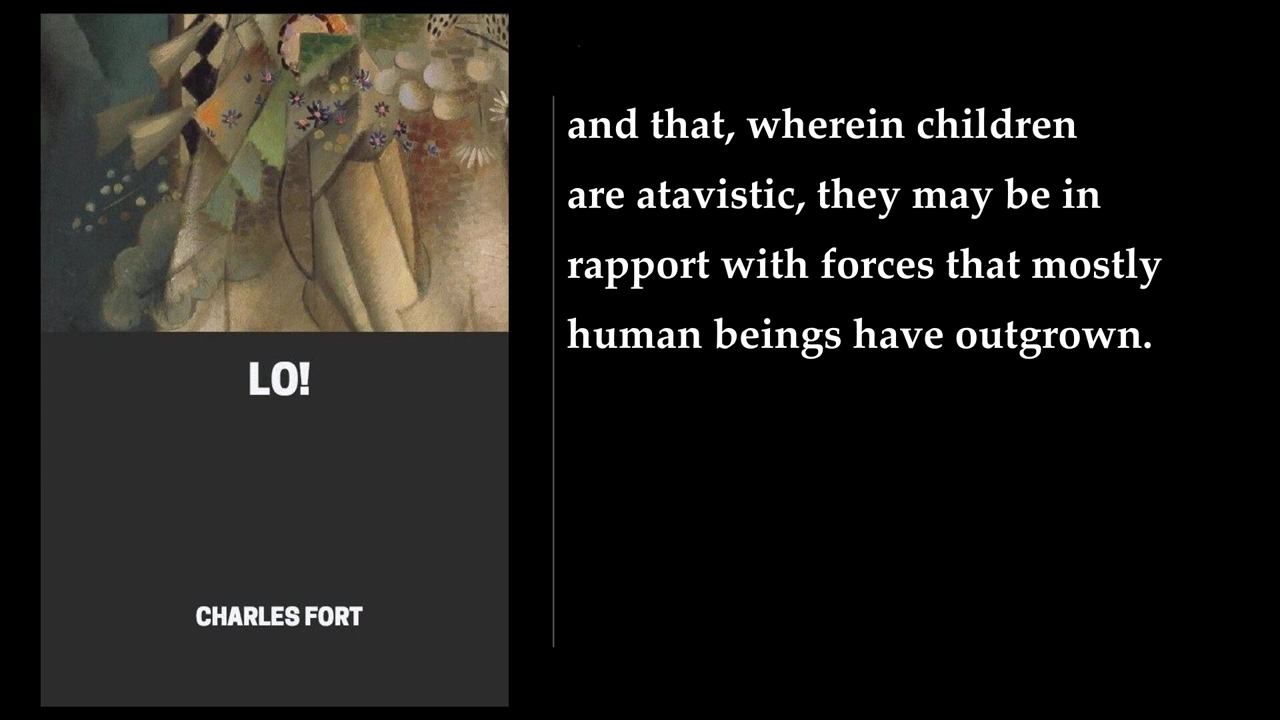 LO!
CHARLES FORT
and that, wherein children
are atavistic, they may be in
rapport with forces that mostly
human beings have outgrown.